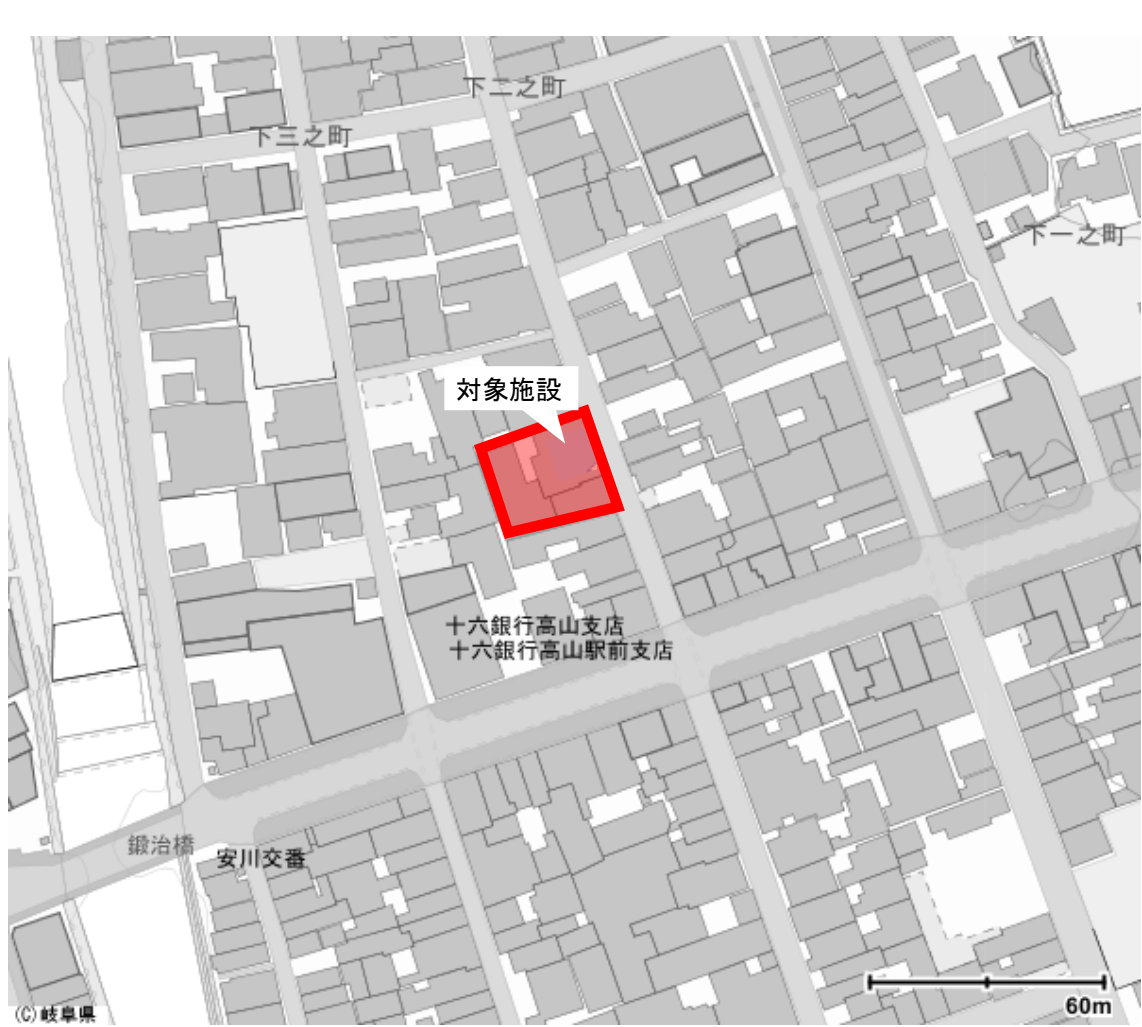 下二之町
下三之町
下一之町
対象施設
十六銀行高山支店
十六銀行高山駅前支店
鍛治橋
安川交番
60m
(C)岐阜県